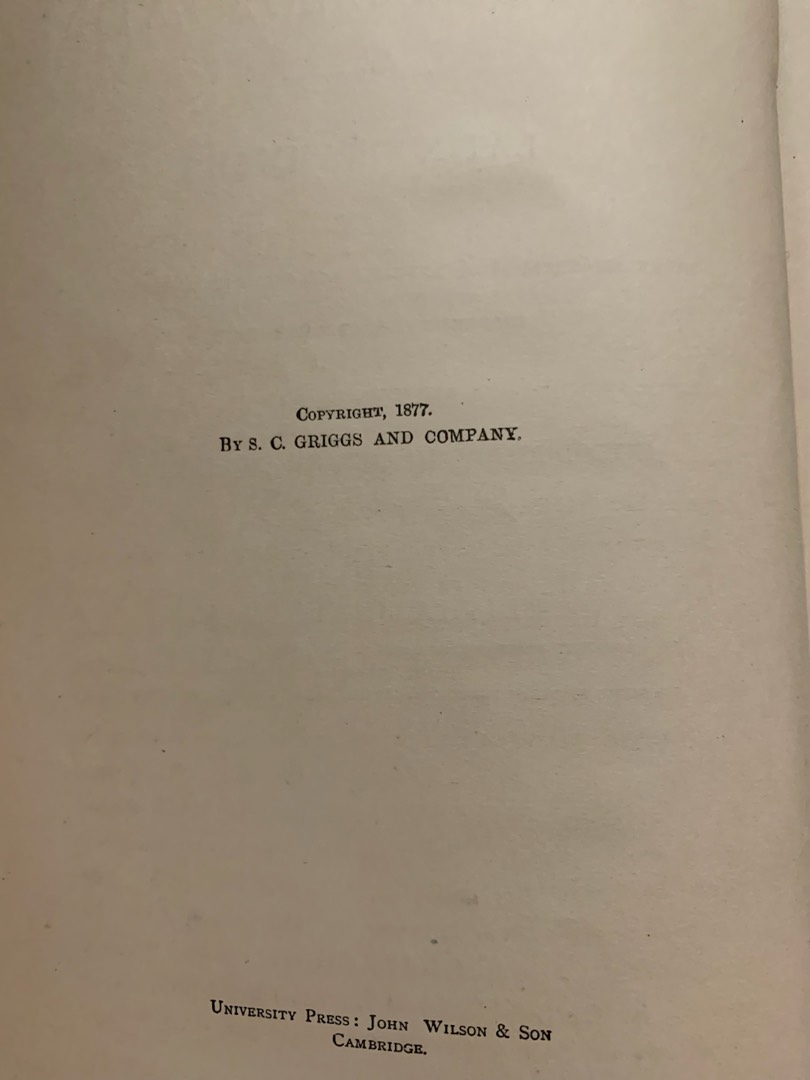 COPYRIGHT, 1877.
BY S. C. GRIGGS AND COMPANY.
UNIVERSITY PRESS: JOHN WILSON & SON
CAMBRIDGE.